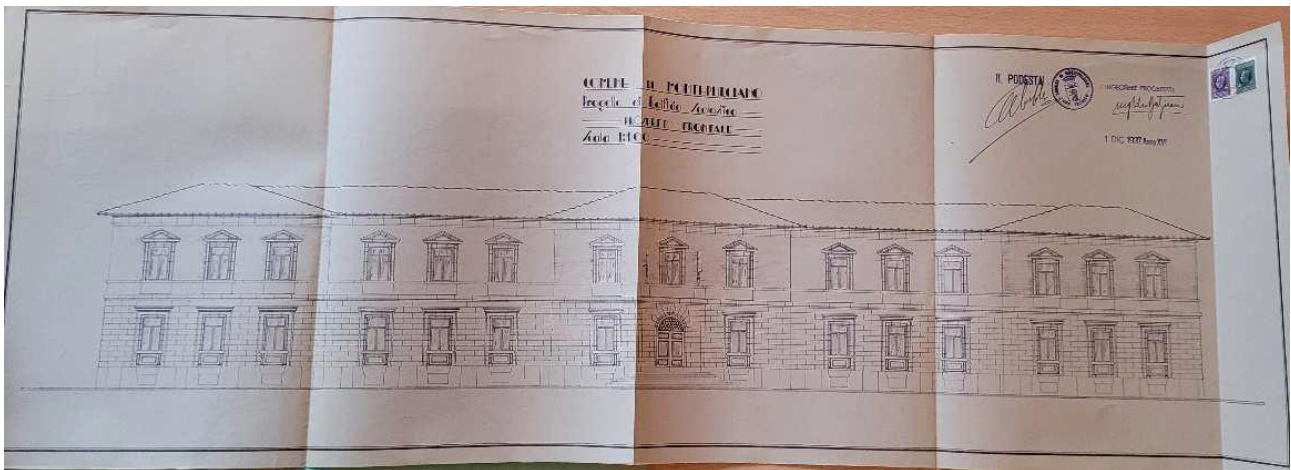 COMUNE DI MONTEPULCIANO
Progetto di Edificio Scolastico
PROSPETTO FRONTALE
Scala 1:100
IL PODESTA'
L'INGEGNERE PROGETTISTA
1 DIC. 1937 Anno XVI